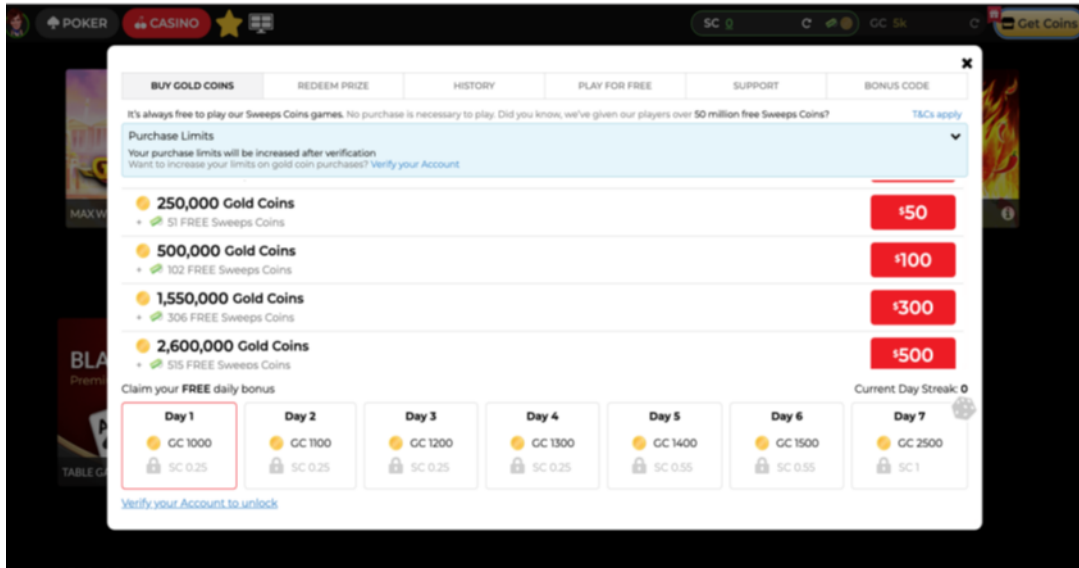 POKER
CASINO
SC 0
GC 5k
Get Coins
BUY GOLD COINS
REDEEM PRIZE
HISTORY
PLAY FOR FREE
SUPPORT
BONUS CODE
It's always free to play our Sweeps Coins games. No purchase is necessary to play. Did you know, we've given our players over 50 million free Sweeps Coins?
T&Cs apply
Purchase Limits
Your purchase limits will be increased after verification
Want to increase your limits on gold coin purchases? Verify your Account
250,000 Gold Coins
$50
+ 51 FREE Sweeps Coins
500,000 Gold Coins
$100
+ 102 FREE Sweeps Coins
1,550,000 Gold Coins
$300
+ 306 FREE Sweeps Coins
2,600,000 Gold Coins
$500
+ 515 FREE Sweeps Coins
Claim your FREE daily bonus
Current Day Streak: 0
Day 1
GC 1000
SC 0.25
Day 2
GC 1100
SC 0.25
Day 3
GC 1200
SC 0.25
Day 4
GC 1300
SC 0.25
Day 5
GC 1400
SC 0.55
Day 6
GC 1500
SC 0.55
Day 7
GC 2500
SC 1
Verify your Account to unlock
MAX W
BLA
Premi
TABLE GA